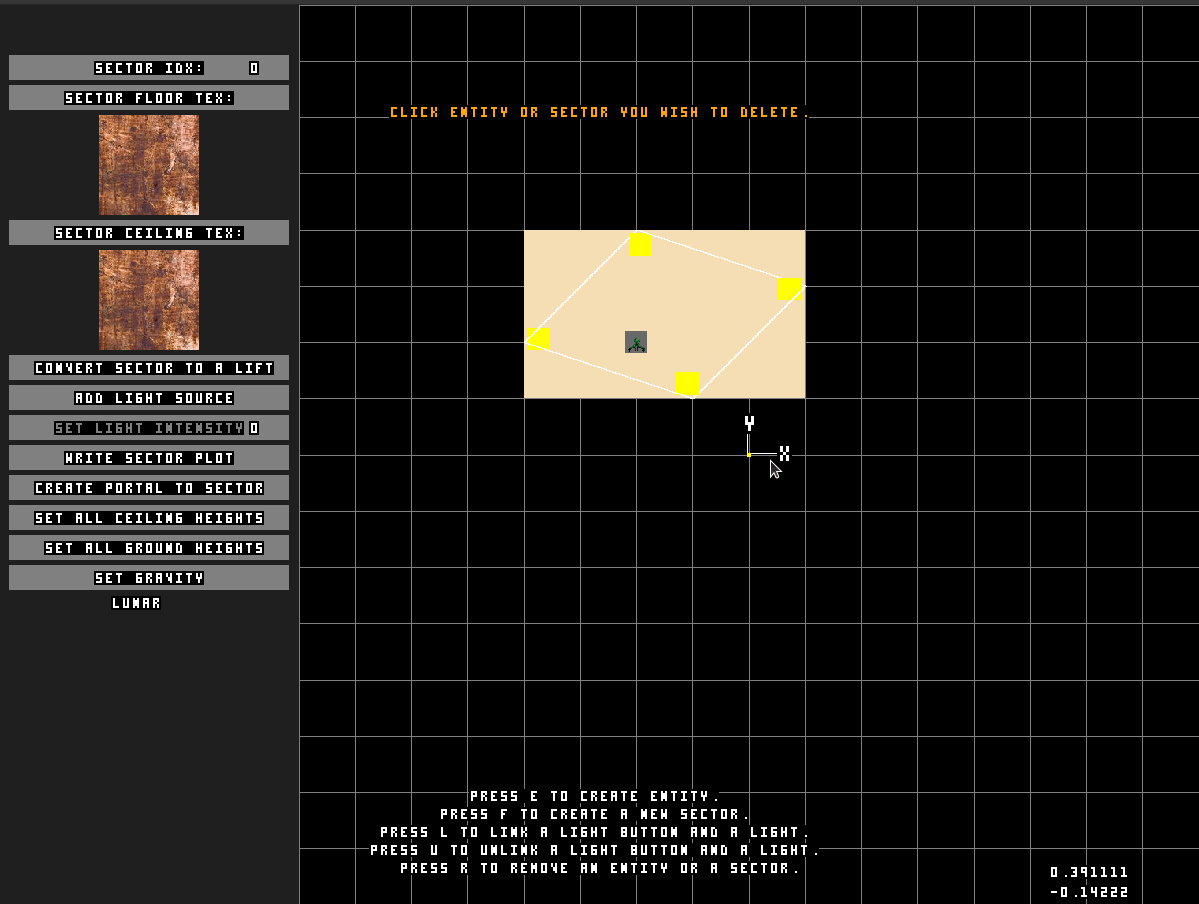 SECTOR IDX: 0
SECTOR FLOOR TEX:
SECTOR CEILING TEX:
CONVERT SECTOR TO A LIFT
ADD LIGHT SOURCE
SET LIGHT INTENSITY 0
WRITE SECTOR PLOT
CREATE PORTAL TO SECTOR
SET ALL CEILING HEIGHTS
SET ALL GROUND HEIGHTS
SET GRAVITY
LUNAR
CLICK ENTITY OR SECTOR YOU WISH TO DELETE.
Y
X
PRESS E TO CREATE ENTITY.
PRESS F TO CREATE A NEW SECTOR.
PRESS L TO LINK A LIGHT BUTTON AND A LIGHT.
PRESS U TO UNLINK A LIGHT BUTTON AND A LIGHT.
PRESS R TO REMOVE AN ENTITY OR A SECTOR.
0.391111
-0.14222